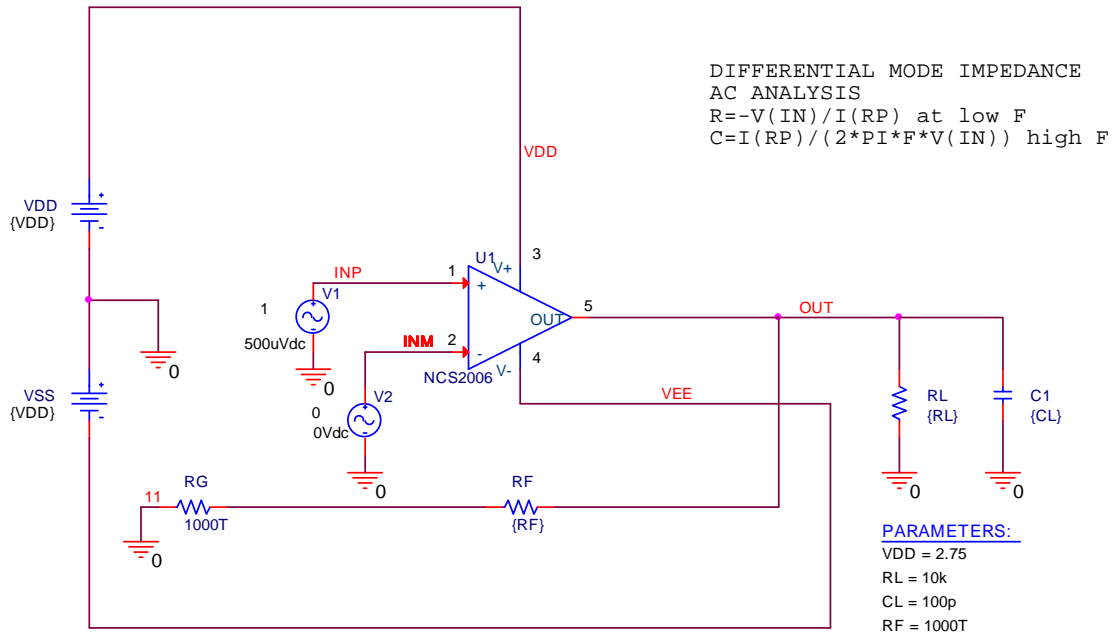 DIFFERENTIAL MODE IMPEDANCE
AC ANALYSIS
R=-V(IN)/I(RP) at low F
C=I(RP)/(2*PI*F*V(IN)) high F
VDD
VDD
{VDD}
+
-
0
VSS
{VDD}
+
-
INP
1
V1
500uVdc
+
-
0
INM
0
V2
0Vdc
+
-
0
U1
1
2
3
4
5
V+
+
OUT
-
V-
NCS2006
VEE
OUT
RL
{RL}
0
C1
{CL}
0
11
RG
1000T
0
RF
{RF}
PARAMETERS:
VDD = 2.75
RL = 10k
CL = 100p
RF = 1000T